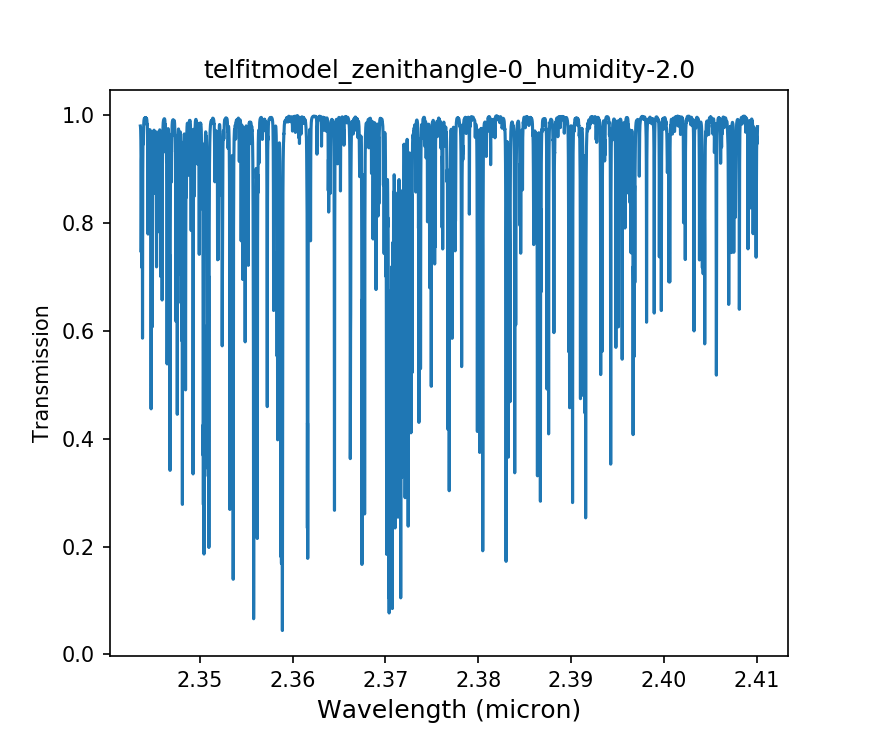 telfitmodel_zenithangle-0_humidity-2.0
1.0
0.8
0.6
0.4
0.2
0.0
Transmission
2.35 2.36 2.37 2.38 2.39 2.40 2.41
Wavelength (micron)